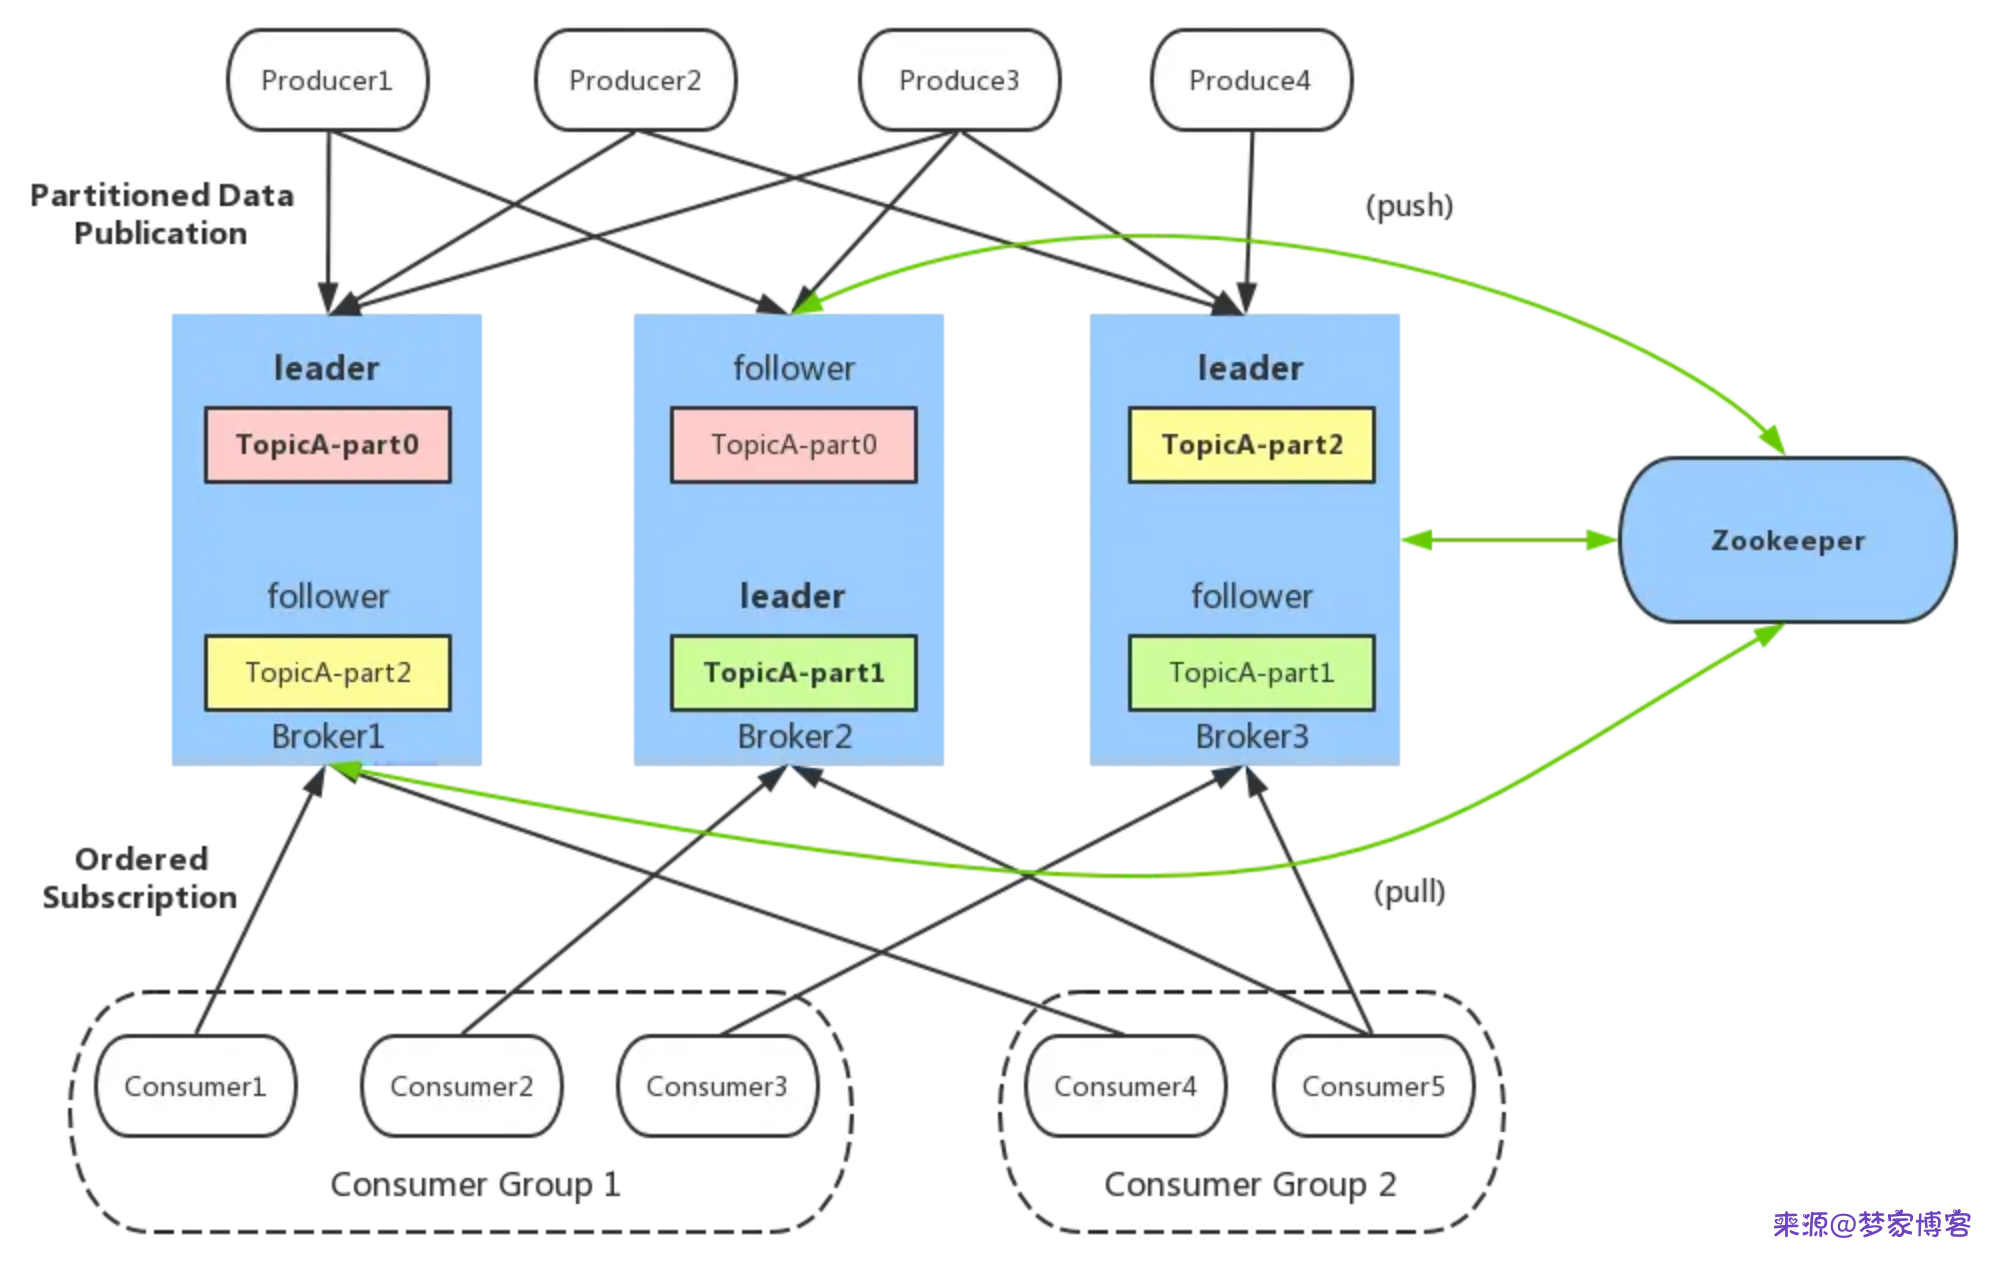 Producer1
Producer2
Produce3
Produce4
Partitioned Data
Publication
(push)
leader
TopicA-part0
follower
TopicA-part2
Broker1
follower
TopicA-part0
leader
TopicA-part1
Broker2
leader
TopicA-part2
follower
TopicA-part1
Broker3
Zookeeper
Ordered
Subscription
(pull)
Consumer1
Consumer2
Consumer3
Consumer Group 1
Consumer4
Consumer5
Consumer Group 2
来源@梦家博客